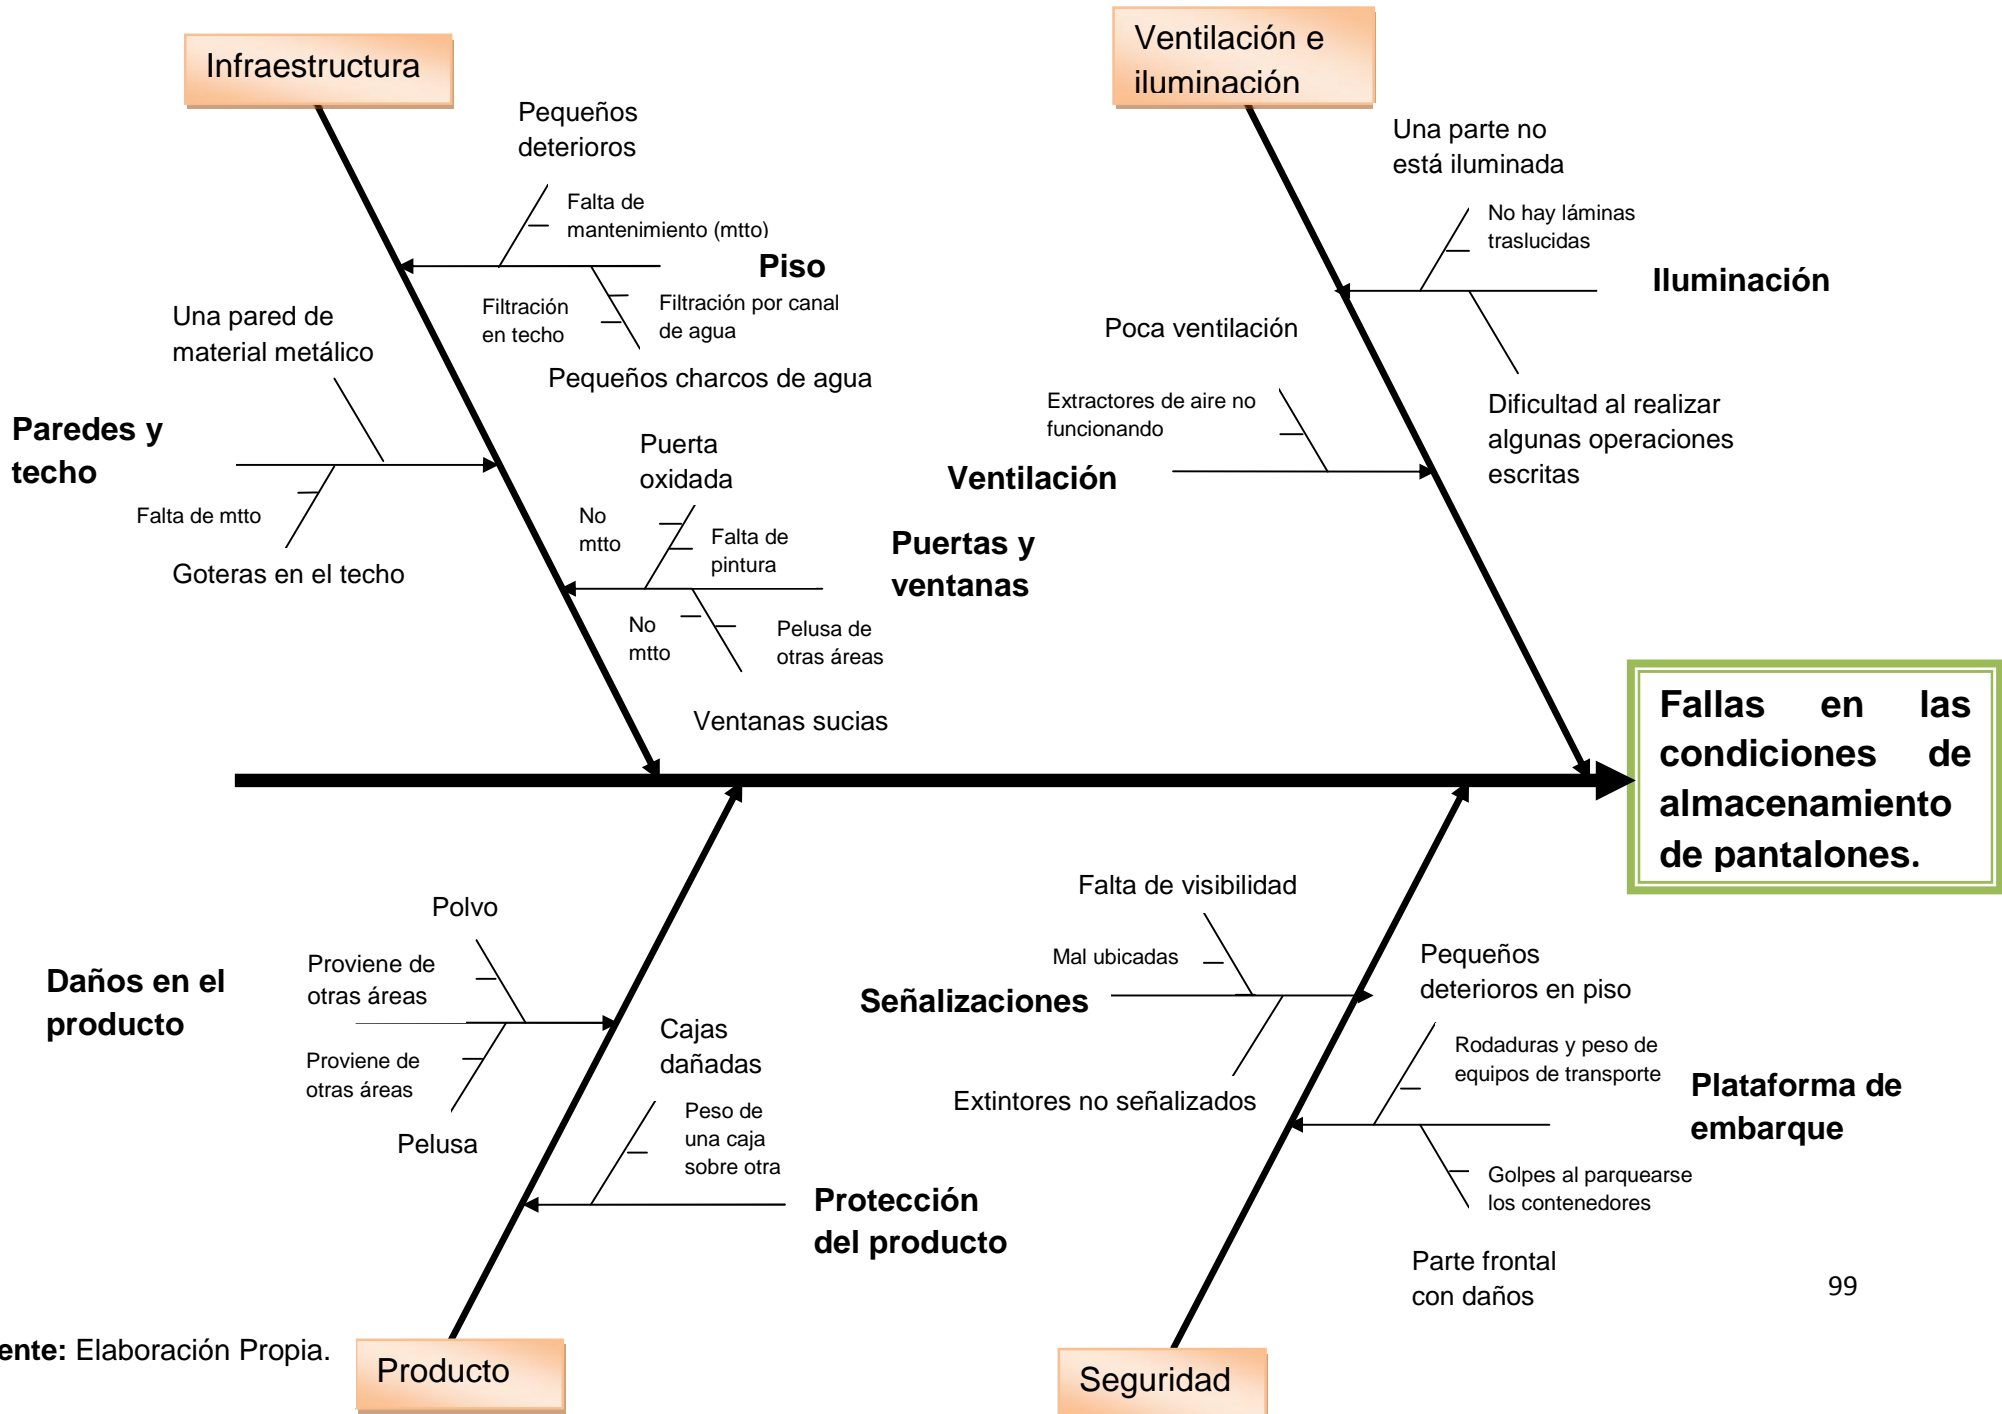 Infraestructura
Ventilación e
iluminación
Pequeños
deterioros
Falta de
mantenimiento (mtto)
Piso
Filtración
en techo
Filtración por canal
de agua
Pequeños charcos de agua
Una pared de
material metálico
Paredes y
techo
Falta de mtto
Goteras en el techo
Puerta
oxidada
No
mtto
Falta de
pintura
Puertas y
ventanas
No
mtto
Pelusa de
otras áreas
Ventanas sucias
Una parte no
está iluminada
No hay láminas
traslucidas
Iluminación
Poca ventilación
Extractores de aire no
funcionando
Ventilación
Dificultad al realizar
algunas operaciones
escritas
Fallas en las
condiciones de
almacenamiento
de pantalones.
Polvo
Proviene de
otras áreas
Daños en el
producto
Proviene de
otras áreas
Pelusa
Cajas
dañadas
Peso de
una caja
sobre otra
Protección
del producto
Falta de visibilidad
Mal ubicadas
Señalizaciones
Extintores no señalizados
Pequeños
deterioros en piso
Rodaduras y peso de
equipos de transporte
Plataforma de
embarque
Golpes al parquearse
los contenedores
Parte frontal
con daños
99
ente: Elaboración Propia.
Producto
Seguridad